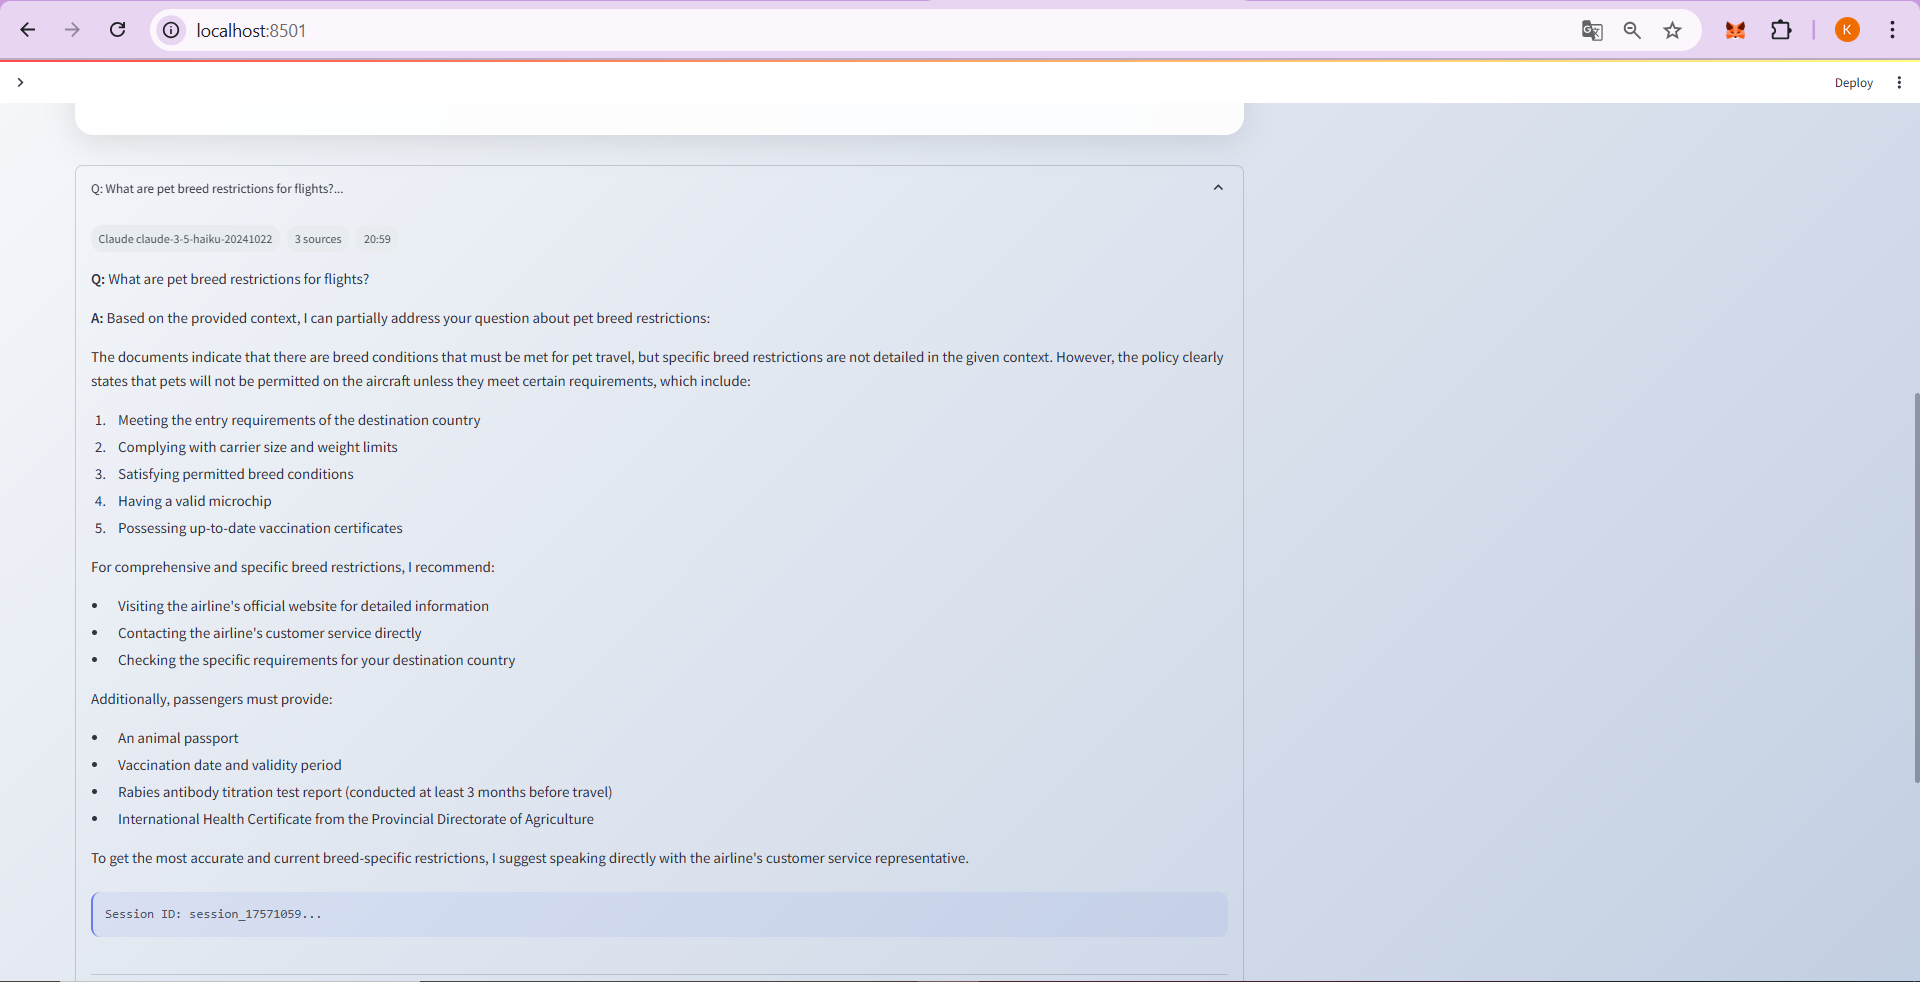 localhost:8501
K
Deploy
Q: What are pet breed restrictions for flights?...
Claude claude-3-5-haiku-20241022 3 sources 20:59
Q: What are pet breed restrictions for flights?
A: Based on the provided context, I can partially address your question about pet breed restrictions:
The documents indicate that there are breed conditions that must be met for pet travel, but specific breed restrictions are not detailed in the given context. However, the policy clearly
states that pets will not be permitted on the aircraft unless they meet certain requirements, which include:
1. Meeting the entry requirements of the destination country
2. Complying with carrier size and weight limits
3. Satisfying permitted breed conditions
4. Having a valid microchip
5. Possessing up-to-date vaccination certificates
For comprehensive and specific breed restrictions, I recommend:
• Visiting the airline's official website for detailed information
• Contacting the airline's customer service directly
• Checking the specific requirements for your destination country
Additionally, passengers must provide:
• An animal passport
• Vaccination date and validity period
• Rabies antibody titration test report (conducted at least 3 months before travel)
• International Health Certificate from the Provincial Directorate of Agriculture
To get the most accurate and current breed-specific restrictions, I suggest speaking directly with the airline's customer service representative.
Session ID: session_17571059...